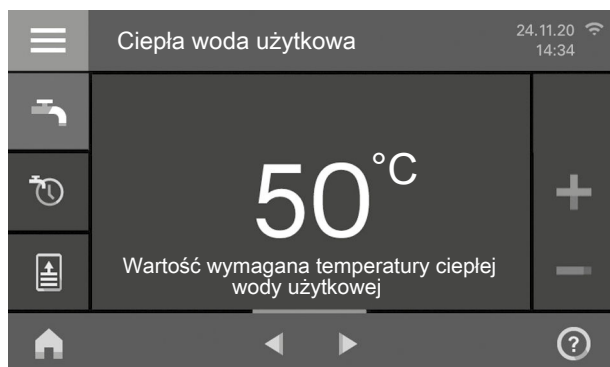 Ciepła woda użytkowa
24.11.20
14:34
50°C
Wartość wymagana temperatury ciepłej
wody użytkowej
?